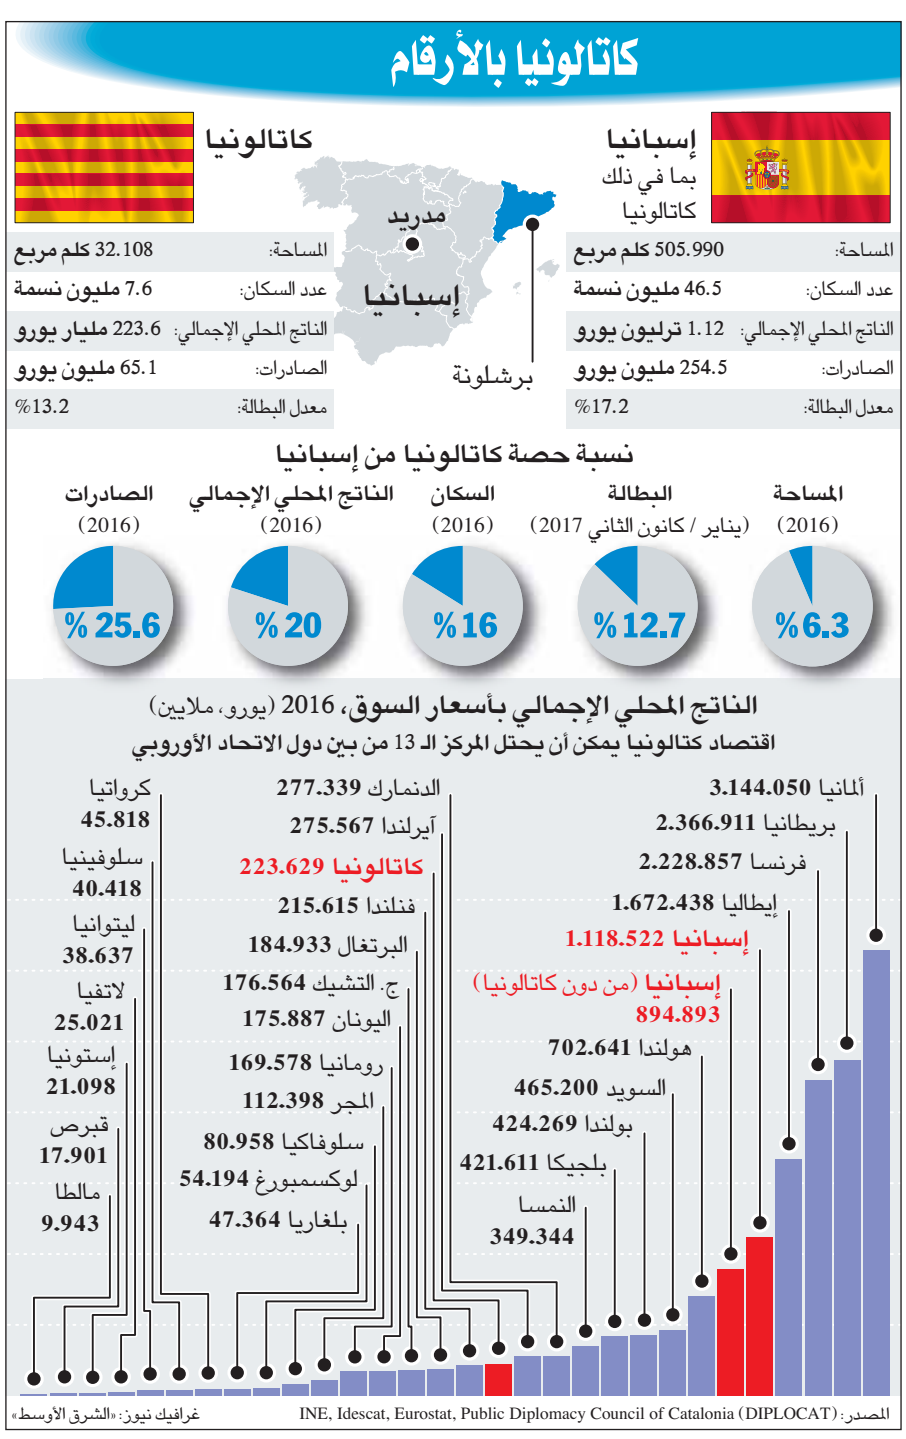 كاتالونيا بالأرقام
إسبانيا
بما في ذلك
كاتالونيا
المساحة: 505.990 كلم مربع
عدد السكان: 46.5 مليون نسمة
الناتج المحلي الإجمالي: 1.12 ترليون يورو
الصادرات: 254.5 مليون يورو
معدل البطالة: 17.2%
مدريد
إسبانيا
برشلونة
كاتالونيا
المساحة: 32.108 كلم مربع
عدد السكان: 7.6 مليون نسمة
الناتج المحلي الإجمالي: 223.6 مليار يورو
الصادرات: 65.1 مليون يورو
معدل البطالة: 13.2%
نسبة حصة كاتالونيا من إسبانيا
المساحة
(2016)
% 6.3
البطالة
(يناير / كانون الثاني 2017)
% 12.7
السكان
(2016)
% 16
الناتج المحلي الإجمالي
(2016)
% 20
الصادرات
(2016)
% 25.6
الناتج المحلي الإجمالي بأسعار السوق، 2016 (يورو، ملايين)
اقتصاد كتالونيا يمكن أن يحتل المركز الـ 13 من بين دول الاتحاد الأوروبي
ألمانيا 3.144.050
بريطانيا 2.366.911
فرنسا 2.228.857
إيطاليا 1.672.438
إسبانيا 1.118.522
إسبانيا (من دون كاتالونيا)
894.893
هولندا 702.641
السويد 465.200
بولندا 424.269
بلجيكا 421.611
النمسا
349.344
الدنمارك 277.339
آيرلندا 275.567
كاتالونيا 223.629
فنلندا 215.615
البرتغال 184.933
ج. التشيك 176.564
اليونان 175.887
رومانيا 169.578
المجر 112.398
سلوفاكيا 80.958
لوكسمبورغ 54.194
بلغاريا 47.364
كرواتيا
45.818
سلوفينيا
40.418
ليتوانيا
38.637
لاتفيا
25.021
إستونيا
21.098
قبرص
17.901
مالطا
9.943
المصدر: INE, Idescat, Eurostat, Public Diplomacy Council of Catalonia (DIPLOCAT)
غرافيك نيوز: «الشرق الأوسط»